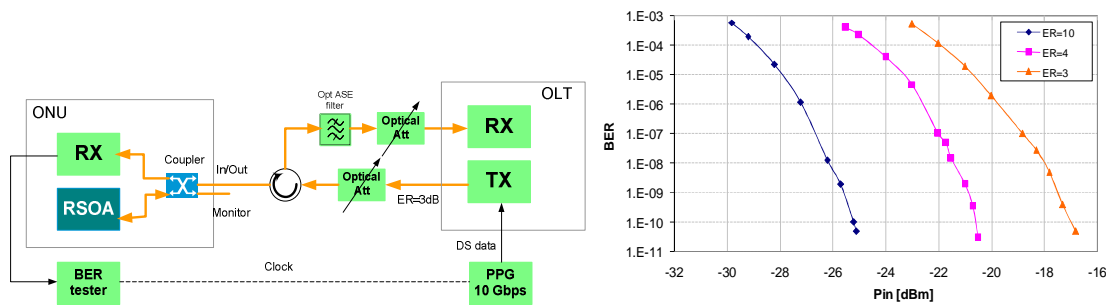 ONU
RX
RSOA
Coupler
In/Out
Monitor
Opt ASE
filter
Optical
Att
Optical
Att
ER=3dB
OLT
RX
TX
DS data
BER
tester
Clock
PPG
10 Gbps
BER
1.E-03
1.E-04
1.E-05
1.E-06
1.E-07
1.E-08
1.E-09
1.E-10
1.E-11
-32
-30
-28
-26
-24
-22
-20
-18
-16
Pin [dBm]
ER=10
ER=4
ER=3